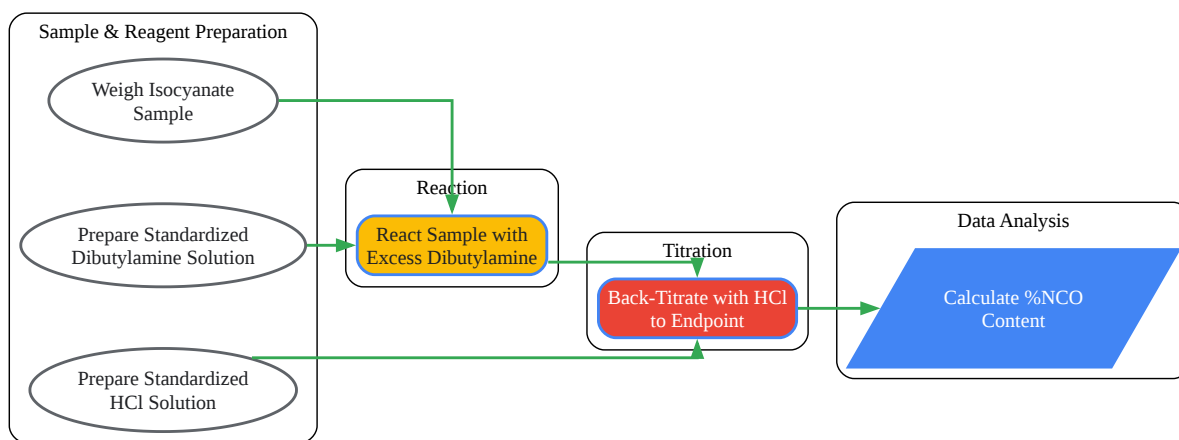 Sample & Reagent Preparation
Weigh Isocyanate
Sample
Prepare Standardized
Dibutylamine Solution
Prepare Standardized
HCl Solution
Reaction
React Sample with
Excess Dibutylamine
Titration
Back-Titrate with HCl
to Endpoint
Data Analysis
Calculate %NCO
Content